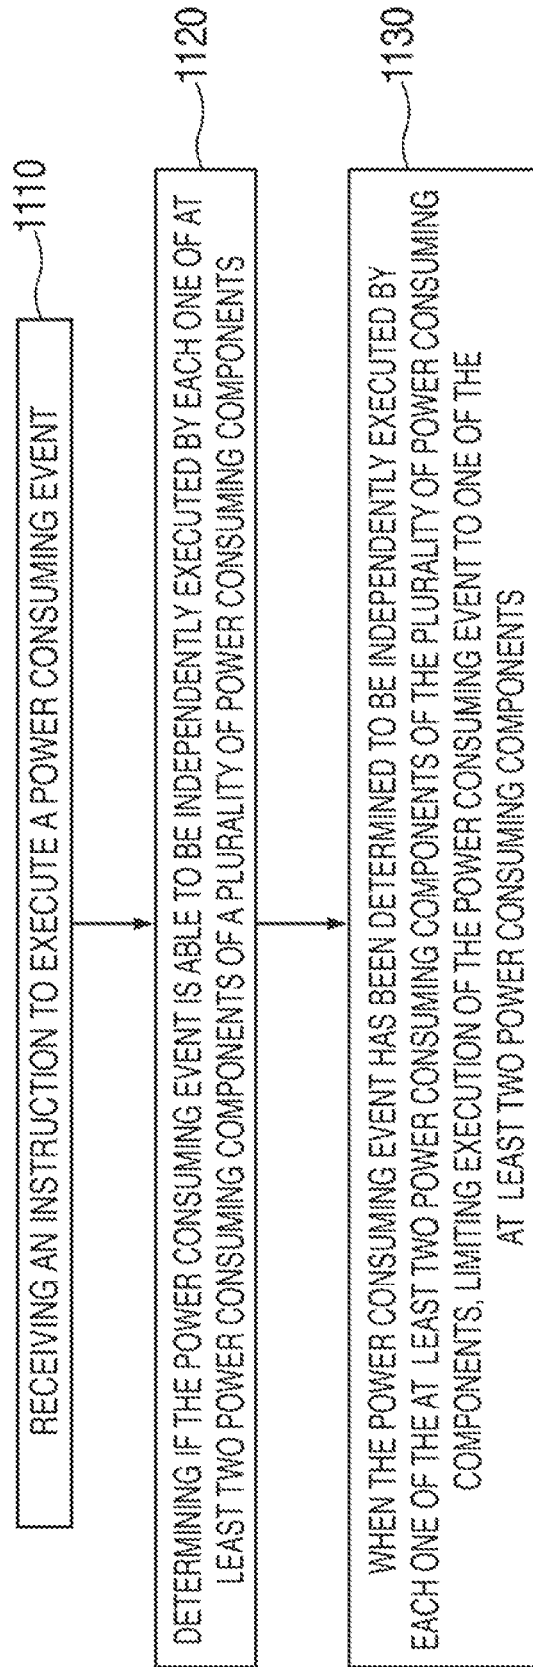 RECEIVING AN INSTRUCTION TO EXECUTE A POWER CONSUMING EVENT
1110
DETERMINING IF THE POWER CONSUMING EVENT IS ABLE TO BE INDEPENDENTLY EXECUTED BY EACH ONE OF AT
LEAST TWO POWER CONSUMING COMPONENTS OF A PLURALITY OF POWER CONSUMING COMPONENTS
1120
WHEN THE POWER CONSUMING EVENT HAS BEEN DETERMINED TO BE INDEPENDENTLY EXECUTED BY
EACH ONE OF THE AT LEAST TWO POWER CONSUMING COMPONENTS OF THE PLURALITY OF POWER CONSUMING
COMPONENTS, LIMITING EXECUTION OF THE POWER CONSUMING EVENT TO ONE OF THE
AT LEAST TWO POWER CONSUMING COMPONENTS
1130